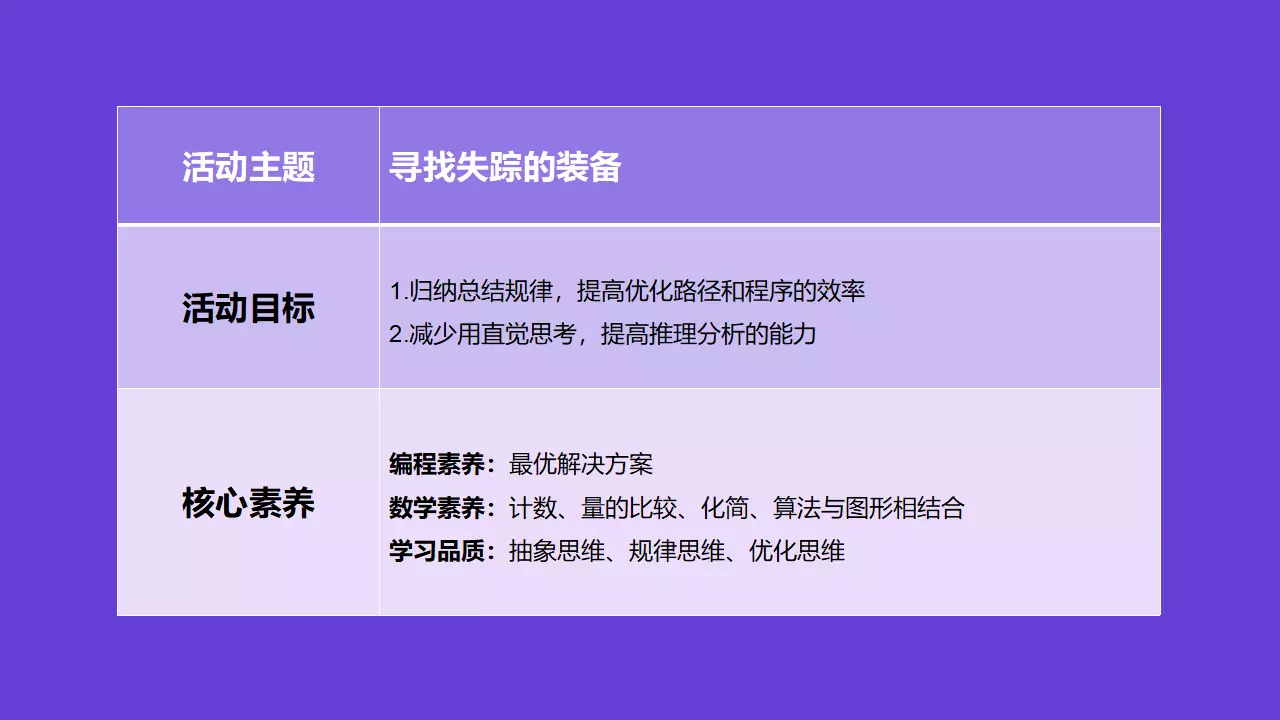 活动主题
寻找失踪的装备
活动目标
1.归纳总结规律，提高优化路径和程序的效率
2.减少用直觉思考，提高推理分析的能力
核心素养
编程素养：最优解决方案
数学素养：计数、量的比较、化简、算法与图形相结合
学习品质：抽象思维、规律思维、优化思维